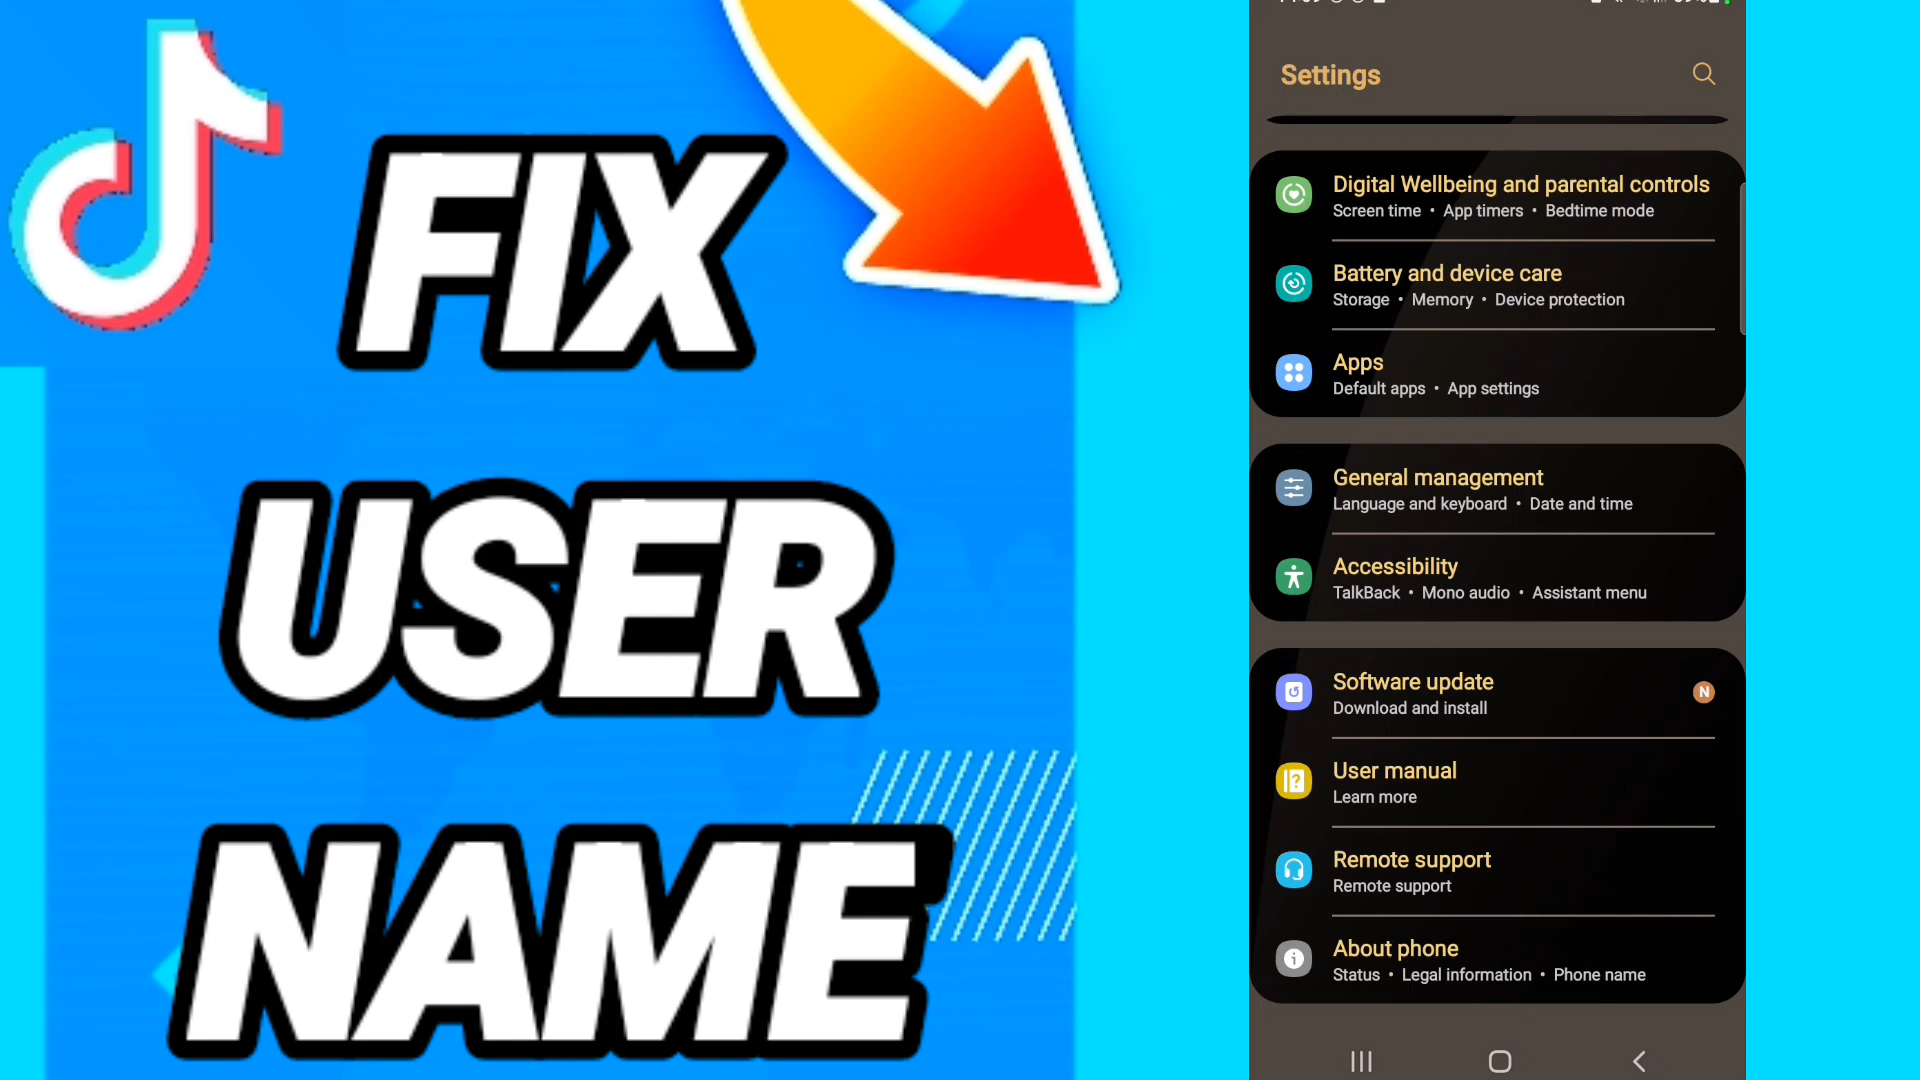 FIX
USER
NAME
Settings
Digital Wellbeing and parental controls
Screen time • App timers • Bedtime mode
Battery and device care
Storage • Memory • Device protection
Apps
Default apps • App settings
General management
Language and keyboard • Date and time
Accessibility
TalkBack • Mono audio • Assistant menu
Software update
N
Download and install
User manual
Learn more
Remote support
Remote support
About phone
Status • Legal information • Phone name